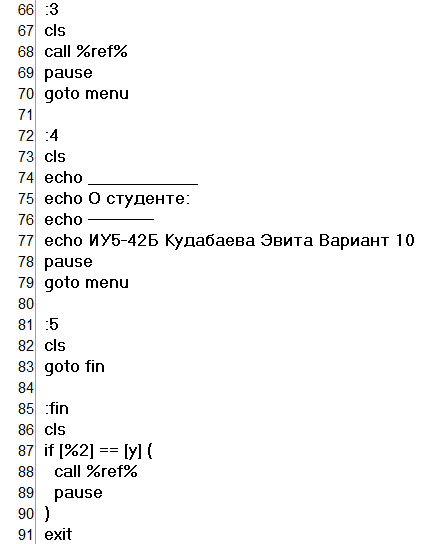 66 :3
67 cls
68 call %ref%
69 pause
70 goto menu
71
72 :4
73 cls
74 echo _____________
75 echo О студенте:
76 echo ————
77 echo ИУ5-42Б Кудабаева Эвита Вариант 10
78 pause
79 goto menu
80
81 :5
82 cls
83 goto fin
84
85 :fin
86 cls
87 if [%2] == [y] (
88 call %ref%
89 pause
90 )
91 exit